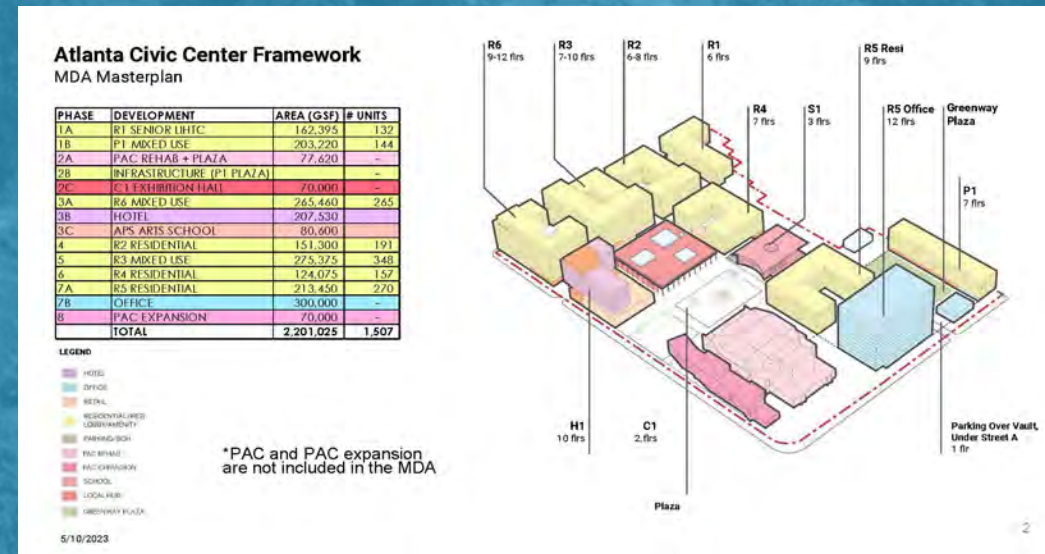 Atlanta Civic Center Framework
MDA Masterplan
PHASE DEVELOPMENT AREA (GSF) # UNITS
1A R1 SENIOR LIHTC 162,395 132
1B P1 MIXED USE 203,220 144
2A PAC REHAB + PLAZA 77,620 -
2B INFRASTRUCTURE (P1 PLAZA) -
2C C1 EXHIBITION HALL 70,000 -
3A R6 MIXED USE 265,460 265
3B HOTEL 207,530
3C APS ARTS SCHOOL 80,600
4 R2 RESIDENTIAL 151,300 191
5 R3 MIXED USE 275,375 348
6 R4 RESIDENTIAL 124,075 157
7A R5 RESIDENTIAL 213,450 270
7B OFFICE 300,000 -
8 PAC EXPANSION 70,000 -
TOTAL 2,201,025 1,507
LEGEND
HOTEL
OFFICE
RETAIL
RESIDENTIAL/RESI
LOBBY/AMENITY
PARKING/BOH
PAC REHAB
PAC EXPANSION
SCHOOL
LOCAL HUB
GREENWAY PLAZA
*PAC and PAC expansion
are not included in the MDA
5/10/2023
R6
9-12 flrs
R3
7-10 flrs
R2
6-8 flrs
R1
6 flrs
R4
7 flrs
S1
3 flrs
R5 Resi
9 flrs
R5 Office
12 flrs
Greenway
Plaza
P1
7 flrs
H1
10 flrs
C1
2 flrs
Plaza
Parking Over Vault,
Under Street A
1 flr
2